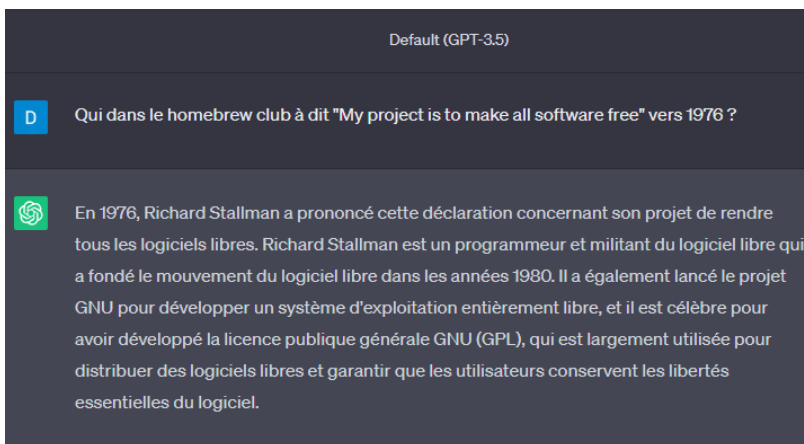 Default (GPT-3.5)
D
Qui dans le homebrew club à dit "My project is to make all software free" vers 1976 ?
En 1976, Richard Stallman a prononcé cette déclaration concernant son projet de rendre
tous les logiciels libres. Richard Stallman est un programmeur et militant du logiciel libre qui
a fondé le mouvement du logiciel libre dans les années 1980. Il a également lancé le projet
GNU pour développer un système d'exploitation entièrement libre, et il est célèbre pour
avoir développé la licence publique générale GNU (GPL), qui est largement utilisée pour
distribuer des logiciels libres et garantir que les utilisateurs conservent les libertés
essentielles du logiciel.